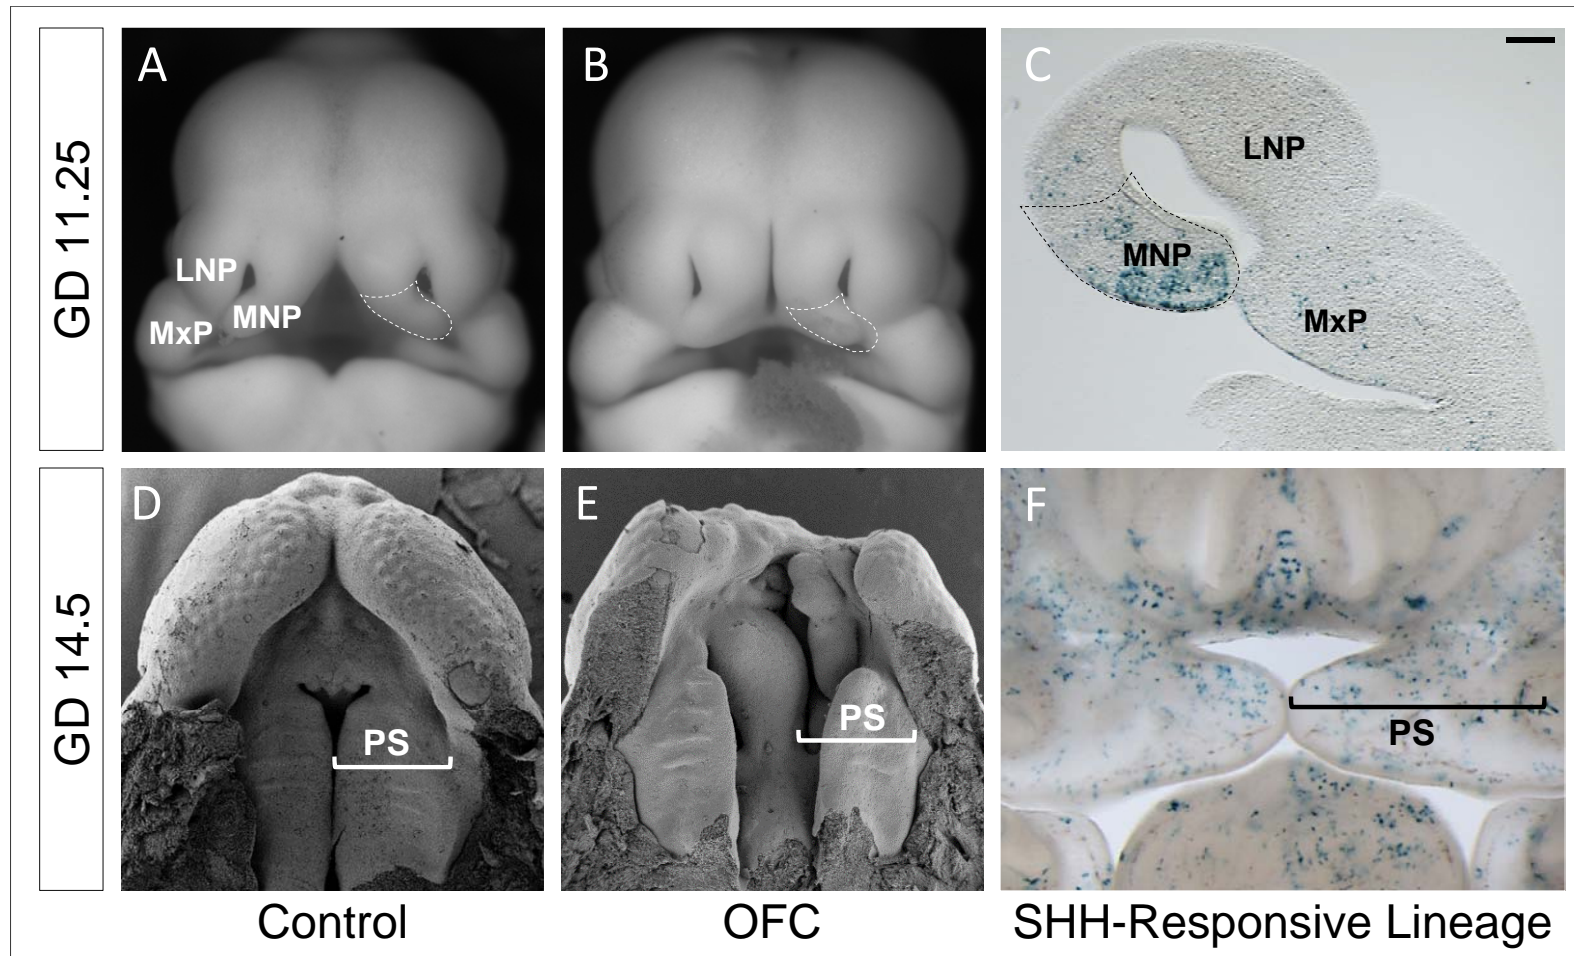 GD 11.25
A
LNP
MNP
MxP
B
C
LNP
MNP
MxP
GD 14.5
D
PS
E
PS
F
PS
Control
OFC
SHH-Responsive Lineage